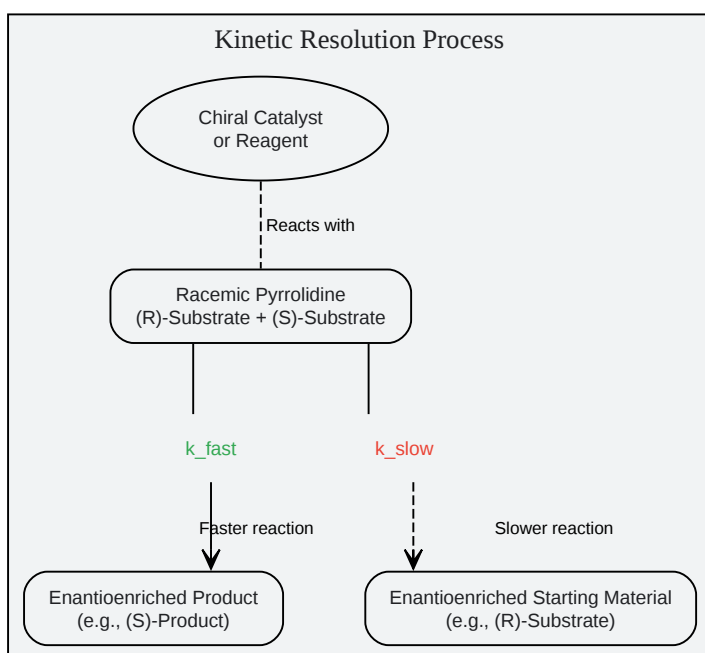 Kinetic Resolution Process
Chiral Catalyst
or Reagent
Reacts with
Racemic Pyrrolidine
(R)-Substrate + (S)-Substrate
k_fast
k_slow
Faster reaction
Slower reaction
Enantioenriched Product
(e.g., (S)-Product)
Enantioenriched Starting Material
(e.g., (R)-Substrate)